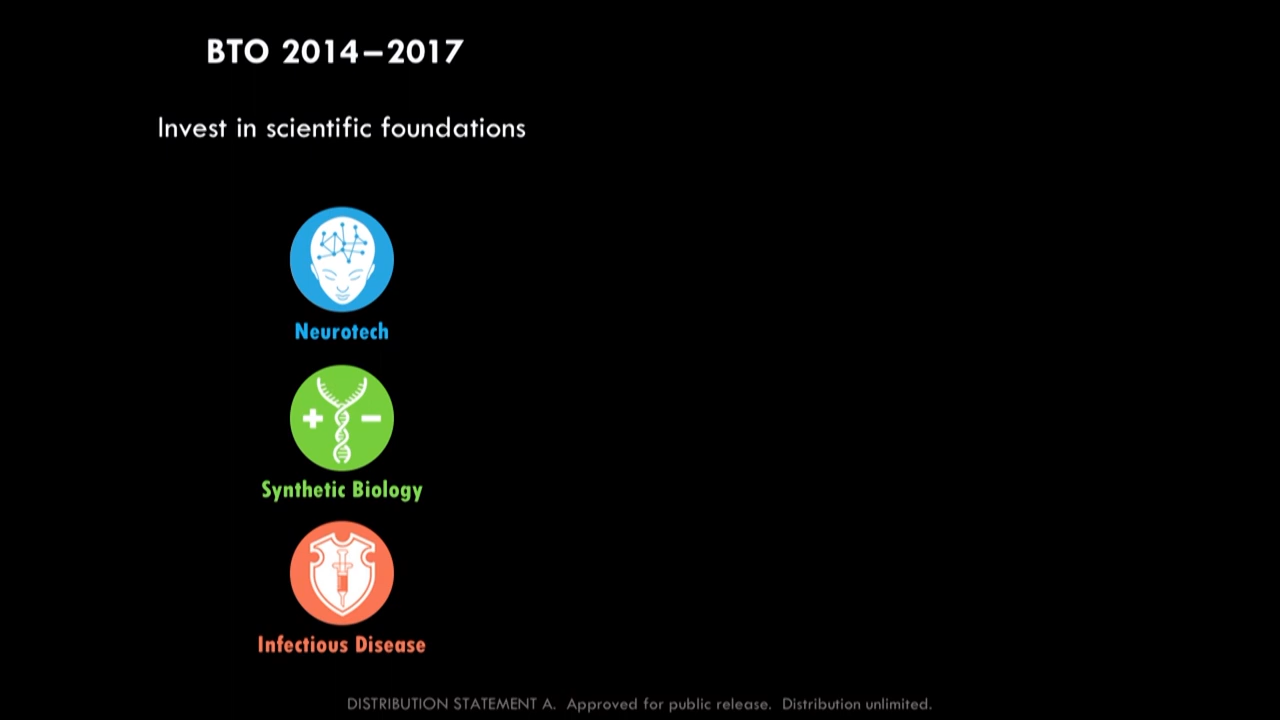 BTO 2014–2017
Invest in scientific foundations
Neurotech
Synthetic Biology
Infectious Disease
DISTRIBUTION STATEMENT A. Approved for public release. Distribution unlimited.